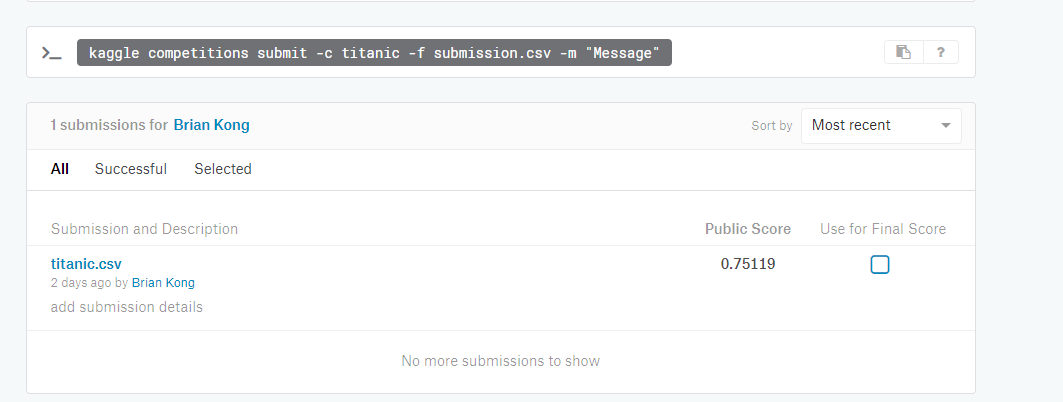 kaggle competitions submit -c titanic -f submission.csv -m "Message"
?
1 submissions for Brian Kong
Sort by Most recent
All Successful Selected
Submission and Description Public Score Use for Final Score
titanic.csv 0.75119
2 days ago by Brian Kong
add submission details
No more submissions to show